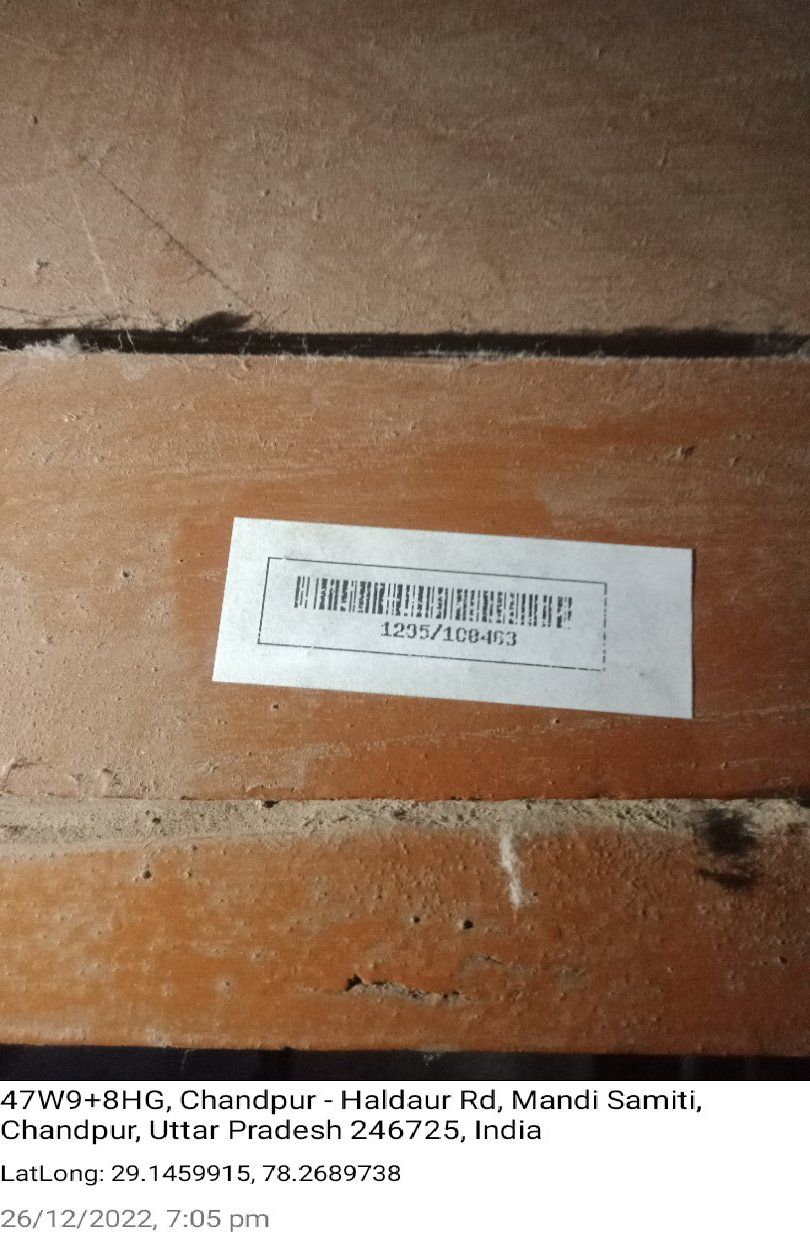 1295/108463
47W9+8HG, Chandpur - Haldaur Rd, Mandi Samiti,
Chandpur, Uttar Pradesh 246725, India
LatLong: 29.1459915, 78.2689738
26/12/2022, 7:05 pm